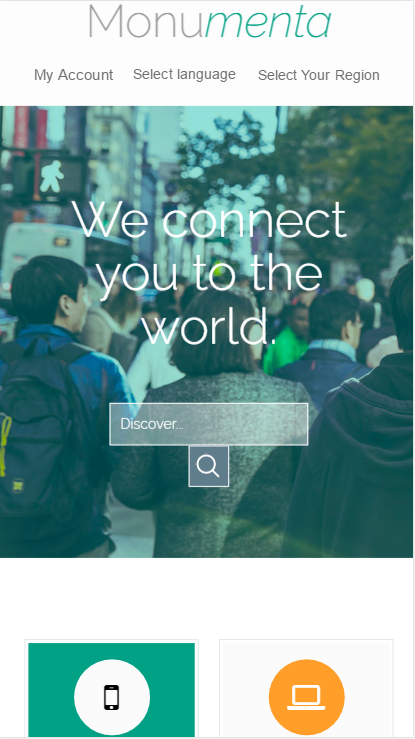 Monumenta
My Account Select language Select Your Region
We connect
you to the
world.
Discover...